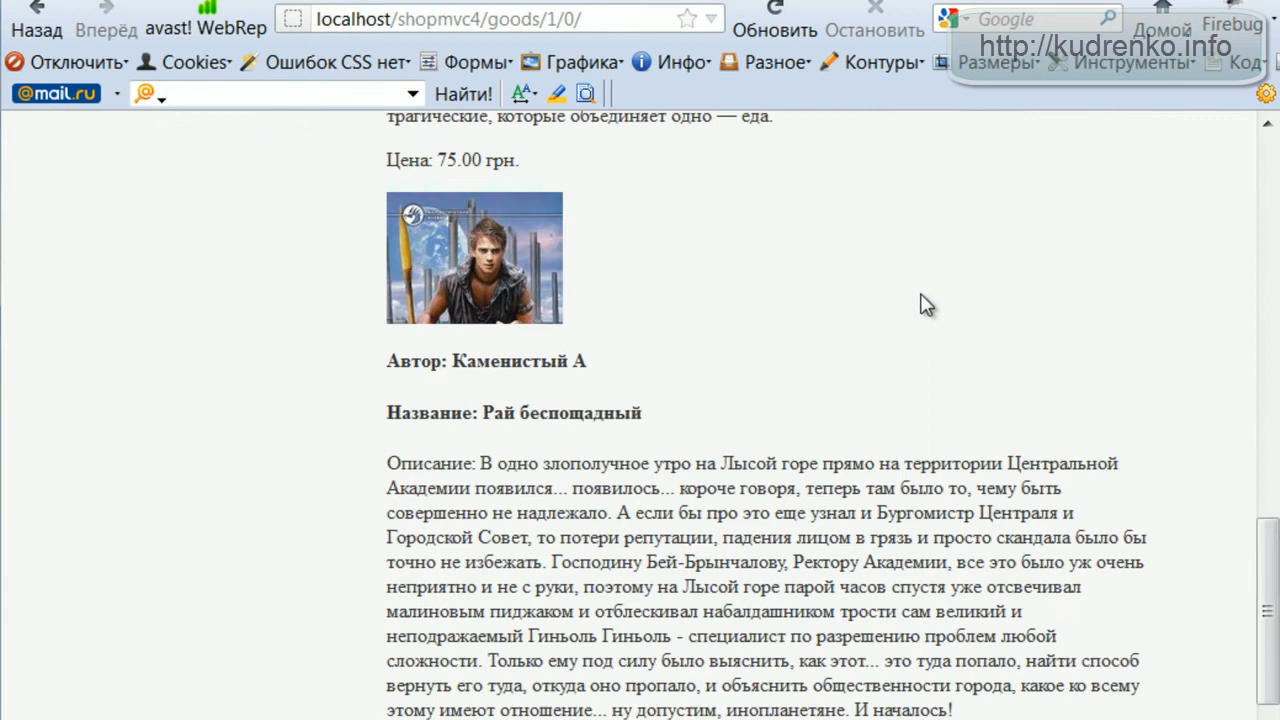 localhost/shopmvc4/goods/1/0/
Google
Назад Вперёд avast! WebRep Обновить Остановить Домой Firebug
http://kudrenko.info
Отключить Cookies Ошибок CSS нет Формы Графика Инфо Разное Контуры Размеры Инструменты Код
@mail.ru Найти!
трагические, которые объединяет одно — еда.
Цена: 75.00 грн.
Автор: Каменистый А
Название: Рай беспощадный
Описание: В одно злополучное утро на Лысой горе прямо на территории Центральной
Академии появился... появилось... короче говоря, теперь там было то, чему быть
совершенно не надлежало. А если бы про это еще узнал и Бургомистр Централя и
Городской Совет, то потери репутации, падения лицом в грязь и просто скандала было бы
точно не избежать. Господину Бей-Брынчалову, Ректору Академии, все это было уж очень
неприятно и не с руки, поэтому на Лысой горе парой часов спустя уже отсвечивал
малиновым пиджаком и отблескивал набалдашником трости сам великий и
неподражаемый Гиньоль Гиньоль - специалист по разрешению проблем любой
сложности. Только ему под силу было выяснить, как этот... это туда попало, найти способ
вернуть его туда, откуда оно пропало, и объяснить общественности города, какое ко всему
этому имеют отношение... ну допустим, инопланетяне. И началось!